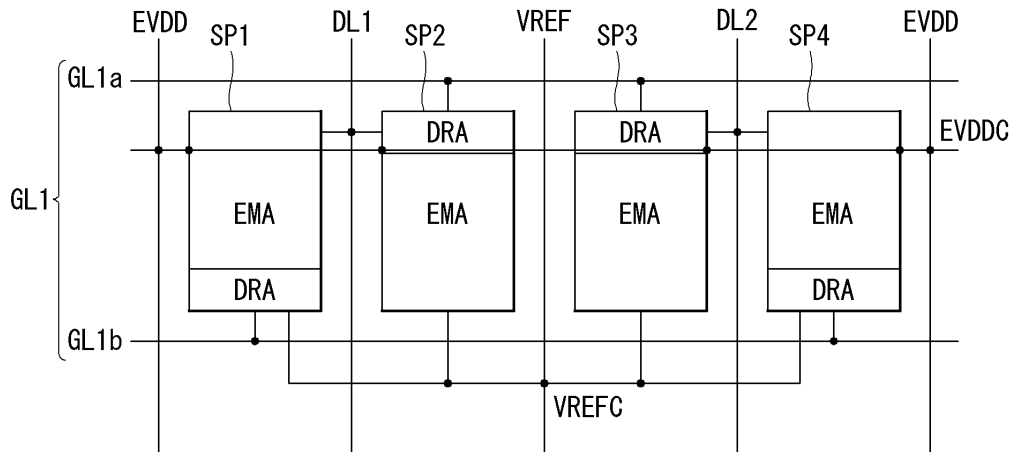 EVDD SP1 DL1 SP2 VREF SP3 DL2 SP4 EVDD
GL1a
DRA DRA
EVDDC
GL1
EMA EMA EMA EMA
DRA DRA
GL1b
VREFC